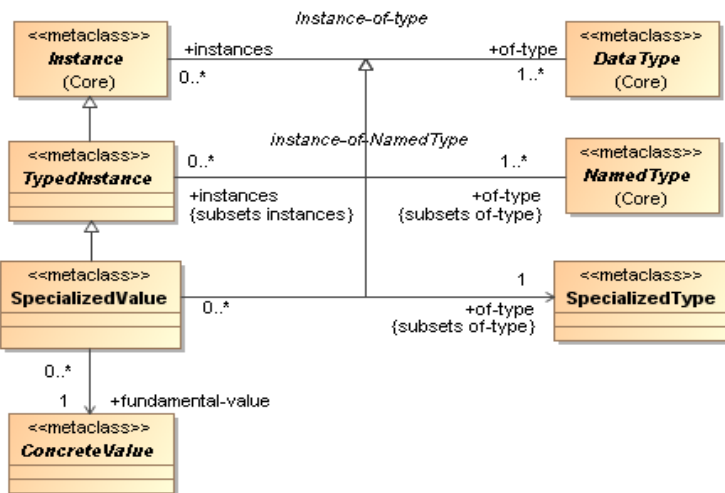 Instance-of-type
<<metaclass>>
Instance
(Core)
+instances
0..*
+of-type
1..*
<<metaclass>>
DataType
(Core)
instance-of-NamedType
<<metaclass>>
TypedInstance
0..*
+instances
{subsets instances}
1..*
+of-type
{subsets of-type}
<<metaclass>>
NamedType
(Core)
<<metaclass>>
SpecializedValue
0..*
1
+of-type
{subsets of-type}
<<metaclass>>
SpecializedType
0..*
1
+fundamental-value
<<metaclass>>
ConcreteValue